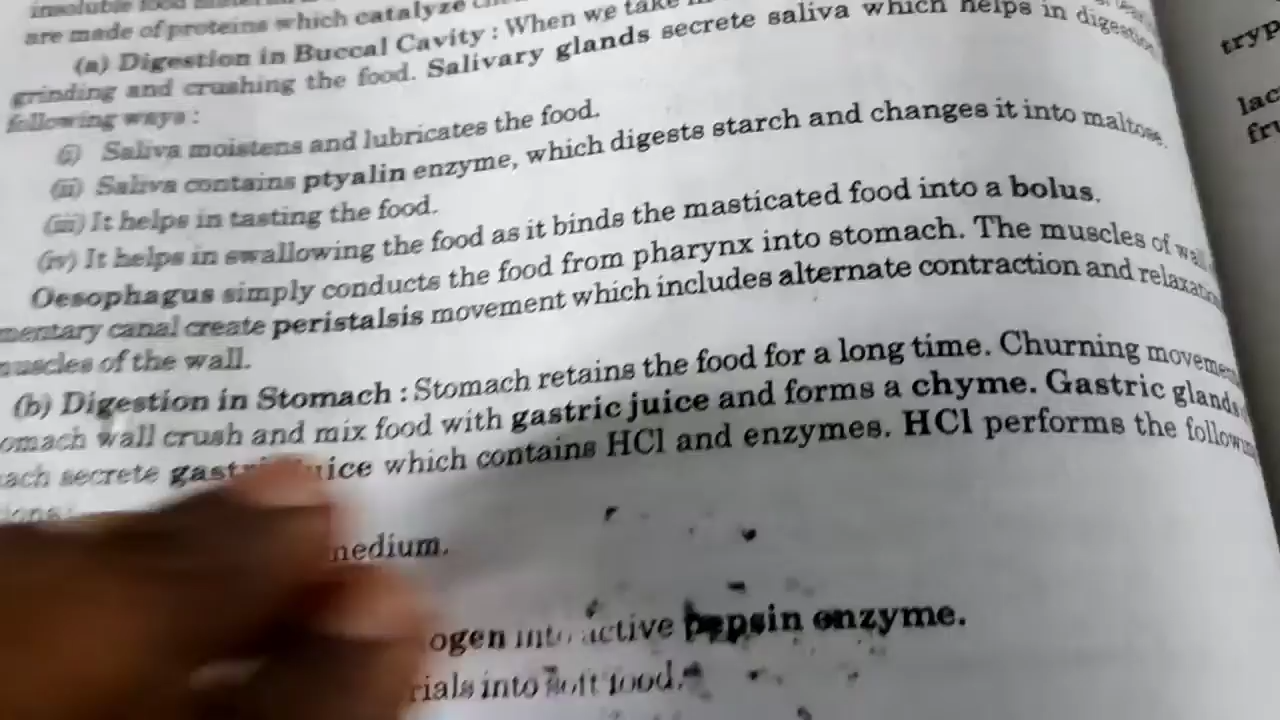 insoluble food
are made of proteins which catalyze
(a) Digestion in Buccal Cavity : When we take
grinding and crushing the food. Salivary glands secrete saliva which helps in digestion
following ways :
(i) Saliva moistens and lubricates the food.
(ii) Saliva contains ptyalin enzyme, which digests starch and changes it into maltose.
(iii) It helps in tasting the food.
(iv) It helps in swallowing the food as it binds the masticated food into a bolus.
Oesophagus simply conducts the food from pharynx into stomach. The muscles of wall
mentary canal create peristalsis movement which includes alternate contraction and relaxatio
muscles of the wall.
(b) Digestion in Stomach : Stomach retains the food for a long time. Churning movemen
omach wall crush and mix food with gastric juice and forms a chyme. Gastric glands
ach secrete gastric juice which contains HCl and enzymes. HCl performs the followin
ions:
medium.
ogen into active pepsin enzyme.
rials into soft food.
tryp
lac
fru